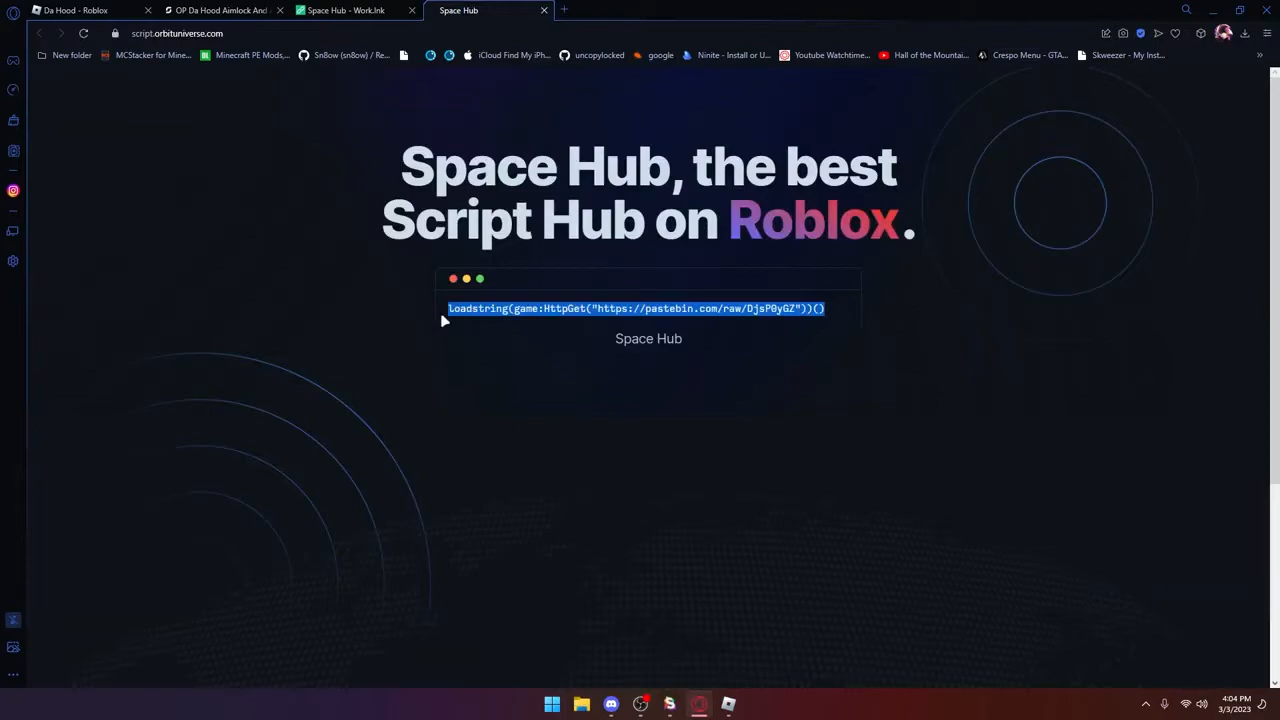 Da Hood - Roblox
OP Da Hood Aimlock And
Space Hub - Work.Ink
Space Hub
script.orbituniverse.com
New folder
MCStacker for Mine...
Minecraft PE Mods,...
Sn8ow (sn8ow) / Re...
iCloud Find My iPh...
uncopylocked
google
Ninite - Install or U...
Youtube Watchtime...
Hall of the Mountai...
Crespo Menu - GTA...
Skweezer - My Inst...
Space Hub, the best
Script Hub on Roblox.
loadstring(game:HttpGet("https://pastebin.com/raw/DjsP0yGZ"))()
Space Hub
4:04 PM
3/3/2023